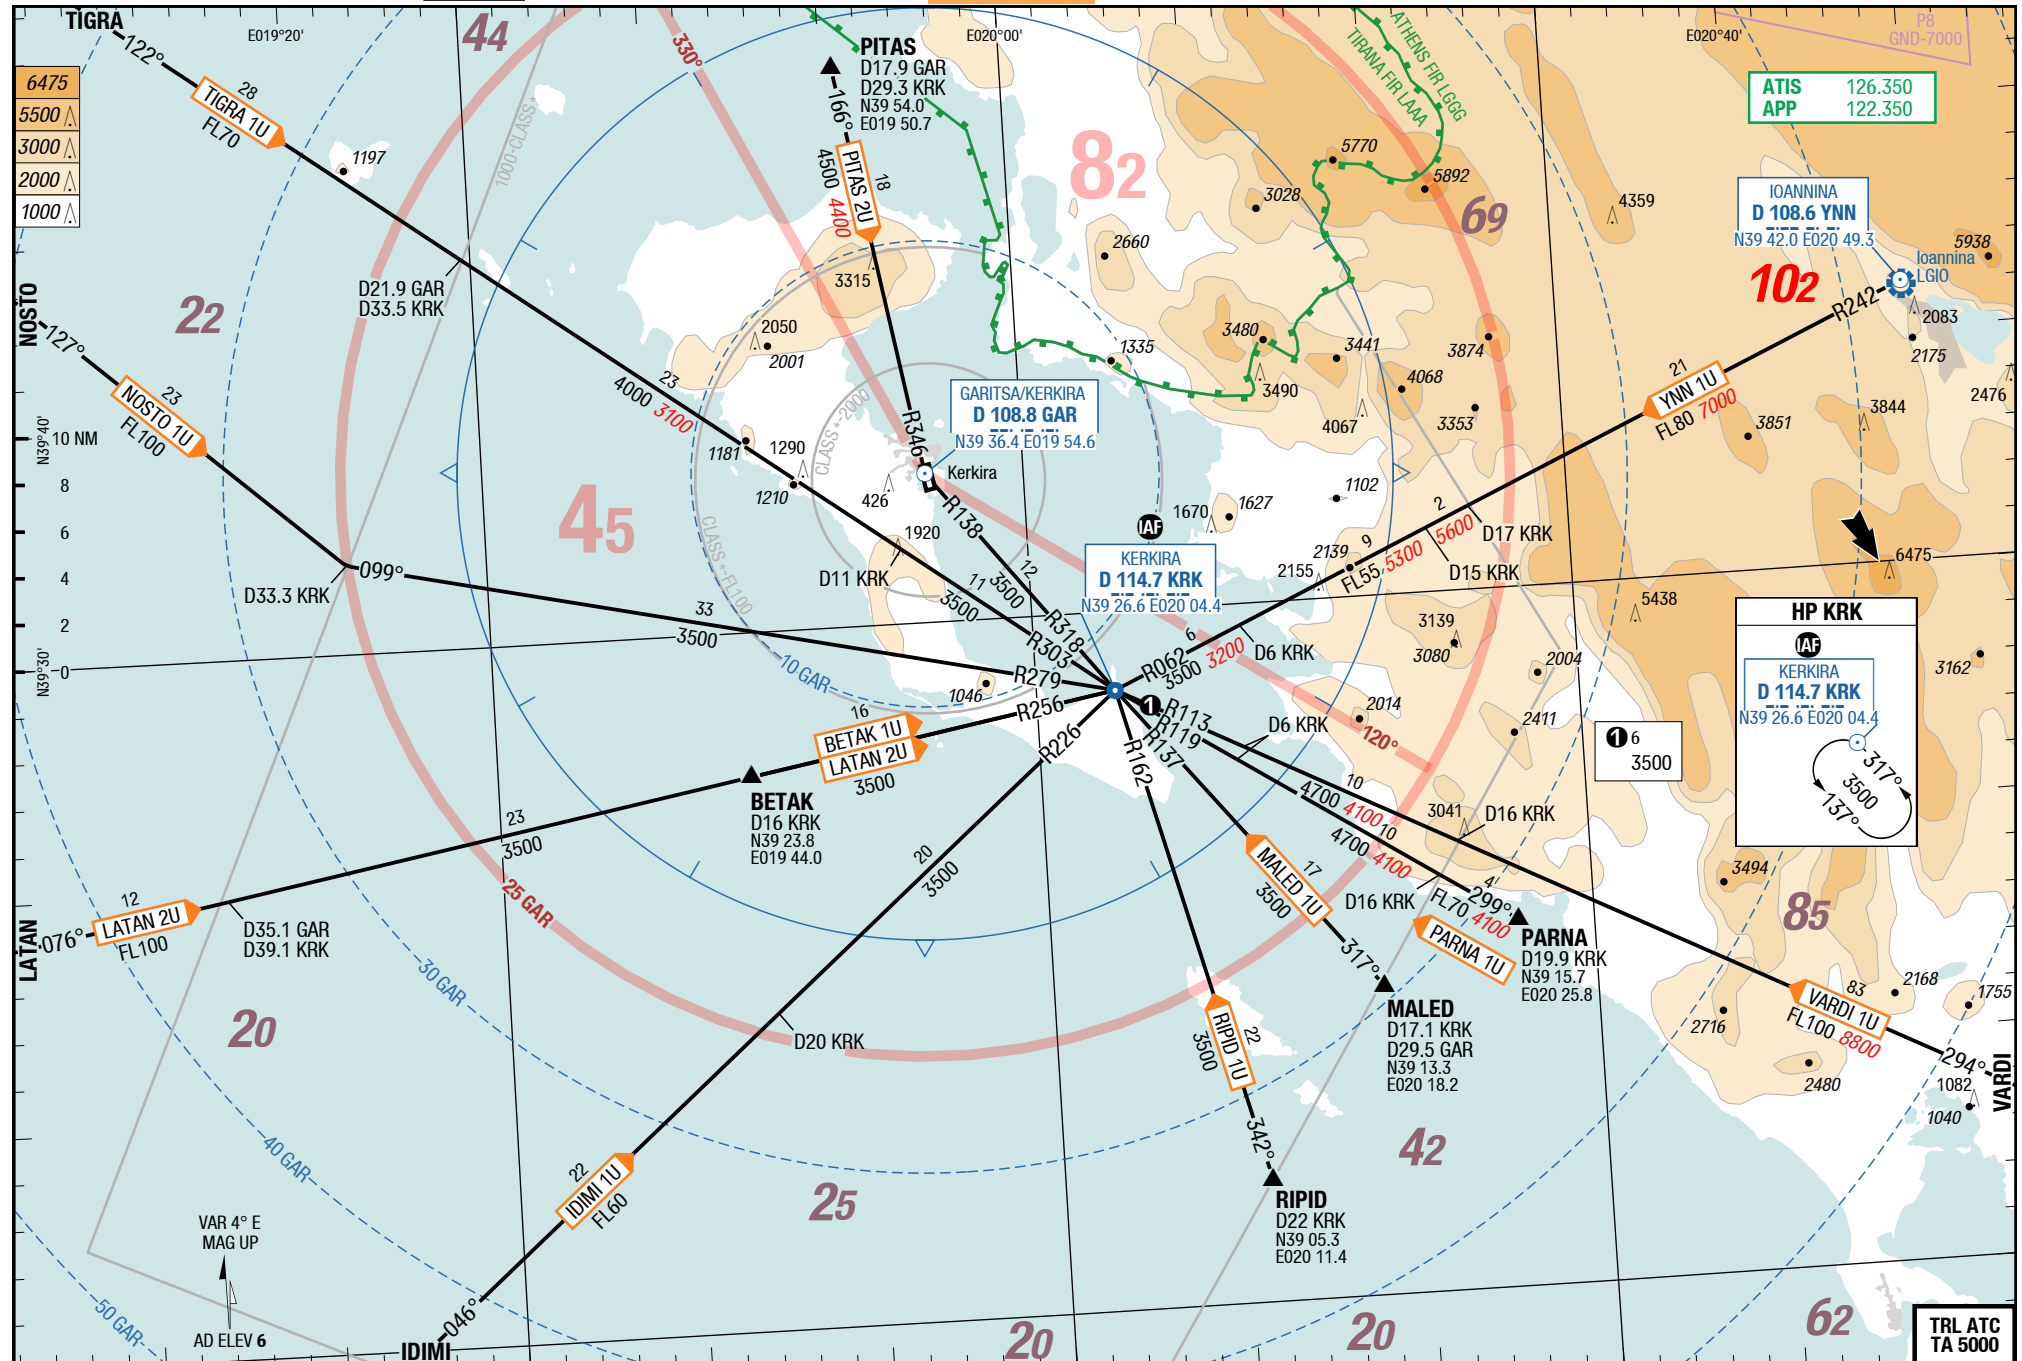 TIGRA
E019°20'
44
330°
PITAS
D17.9 GAR
D29.3 KRK
N39 54.0
E019 50.7
E020°00'
ATHENS FIR LGGG
TIRANA FIR LAAA
E020°40'
P8
GND-7000
6475
5500
3000
2000
1000
122°
28
TIGRA 1U
FL70
1197
1000-CLASS*
166°
PITAS 2U
18
4500 4400
82
5770
5892
3028
69
4359
ATIS 126.350
APP 122.350
IOANNINA
D 108.6 YNN
N39 42.0 E020 49.3
5938
Ioannina
LGIO
102
2660
3315
D21.9 GAR
D33.5 KRK
22
NOSTO
127°
2050
2001
3480
1335
3490
3441
3874
4068
4067
3353
R242
2083
2175
2476
21
YNN 1U
FL80 7000
3851
3844
23
4000 3100
23
NOSTO 1U
FL100
GARITSA/KERKIRA
D 108.8 GAR
N39 36.4 E019 54.6
Kerkira
R346
CLASS*-2000
N39°40'
10 NM
8
6
4
2
0
N39°30'
1181
1290
1210
426
1920
R138
45
CLASS*-FL100
1670
1627
1102
IAF
KERKIRA
D 114.7 KRK
N39 26.6 E020 04.4
2
D17 KRK
5600
9
FL55 5300
D15 KRK
2139
2155
6475
099°
D33.3 KRK
D11 KRK
11
3500
12
3500
R318
R303
33
3500
R279
10 GAR
1046
R062
6
3500 3200
D6 KRK
3139
3080
5438
2004
2014
2411
3162
HP KRK
IAF
KERKIRA
D 114.7 KRK
N39 26.6 E020 04.4
317°
3500
137°
1 6
3500
16
BETAK 1U
LATAN 2U
3500
R256
R226
1
R113
R119
R137
R162
D6 KRK
120°
BETAK
D16 KRK
N39 23.8
E019 44.0
23
3500
10
4700 4100
10
4700 4100
3041
D16 KRK
D16 KRK
3494
85
25 GAR
20
3500
17
MALED 1U
3500
317°
4
299°
FL70 4100
PARNA 1U
PARNA
D19.9 KRK
N39 15.7
E020 25.8
LATAN
076°
12
LATAN 2U
FL100
D35.1 GAR
D39.1 KRK
30 GAR
20
MALED
D17.1 KRK
D29.5 GAR
N39 13.3
E020 18.2
2168
1755
2716
83
VARDI 1U
FL100 8800
294°
VARDI
2480
1082
1040
D20 KRK
RIPID 1U
22
3500
342°
42
40 GAR
22
IDIMI 1U
FL60
25
RIPID
D22 KRK
N39 05.3
E020 11.4
VAR 4° E
MAG UP
AD ELEV 6
50 GAR
046°
IDIMI
20
20
62
TRL ATC
TA 5000